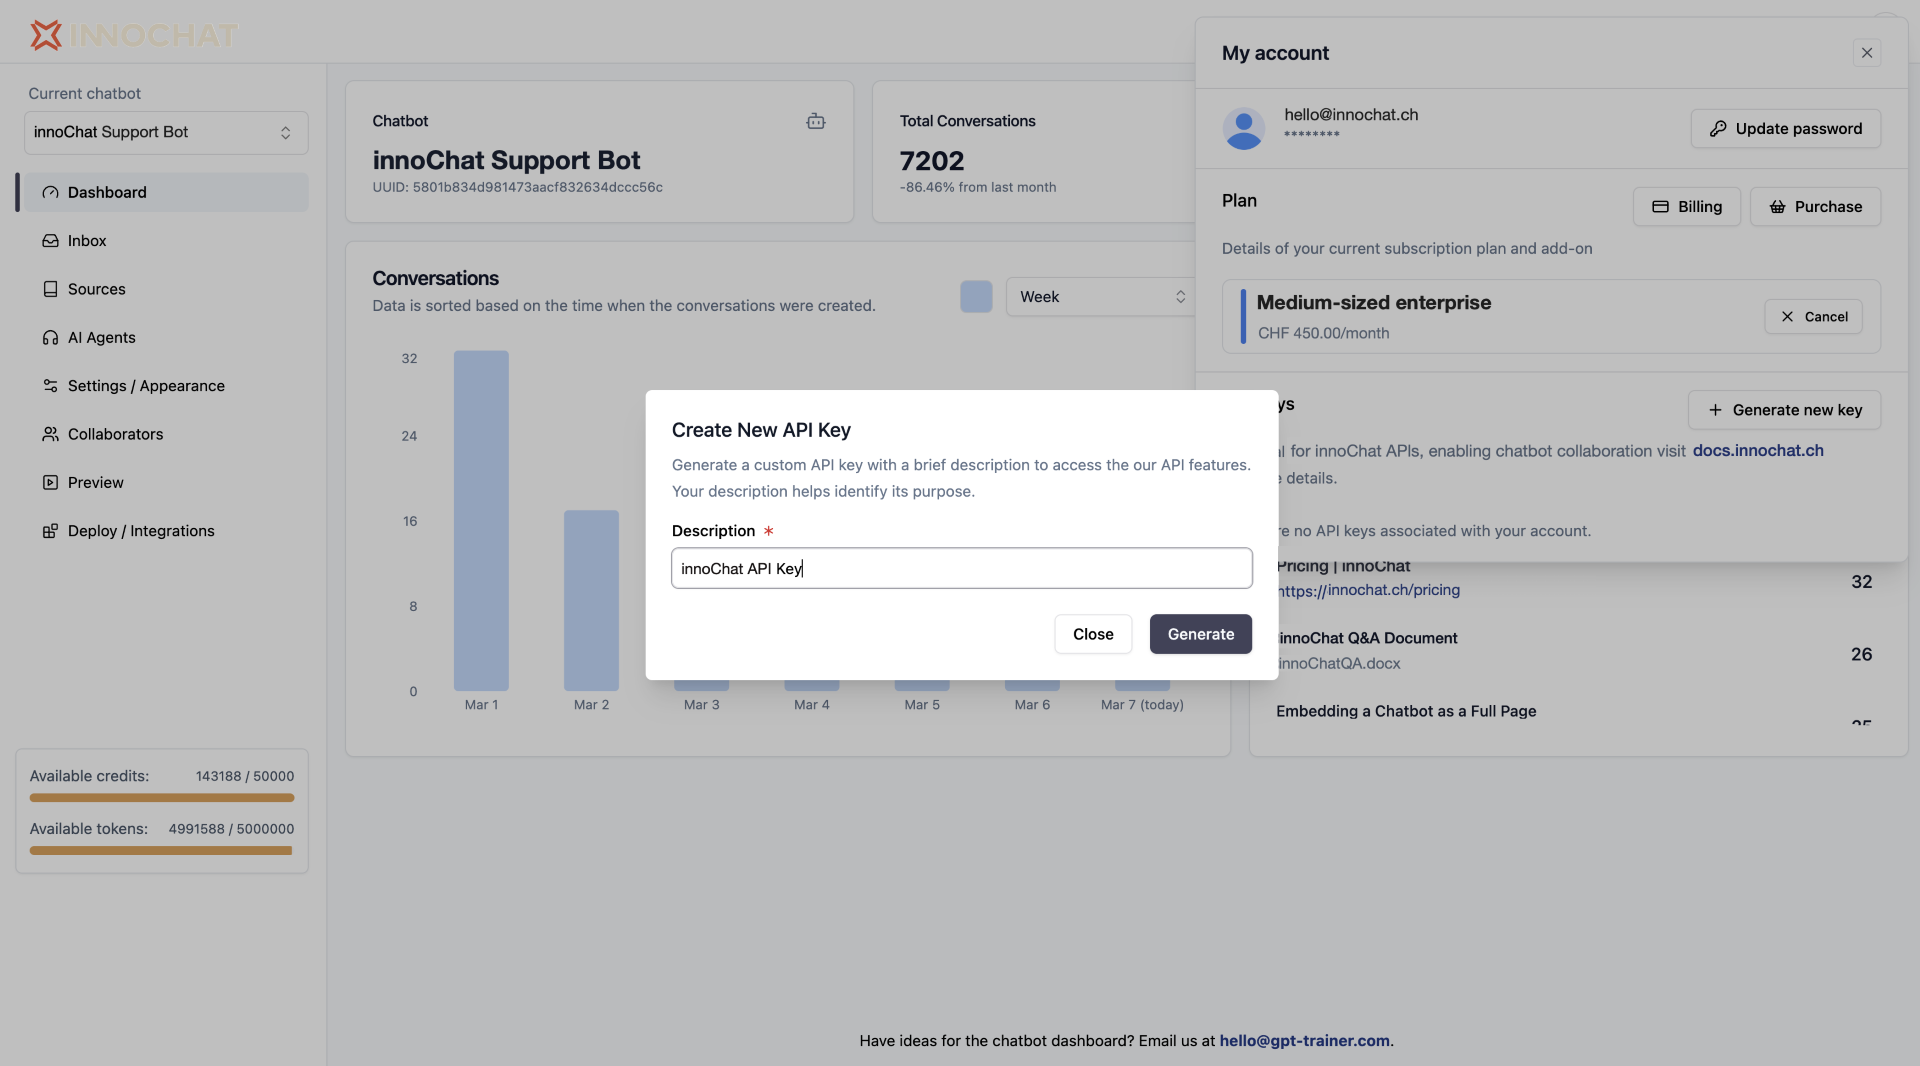 INNOCHAT
Current chatbot
innoChat Support Bot
Dashboard
Inbox
Sources
AI Agents
Settings / Appearance
Collaborators
Preview
Deploy / Integrations
Available credits: 143188 / 50000
Available tokens: 4991588 / 5000000
Chatbot
innoChat Support Bot
UUID: 5801b834d981473aacf832634dccc56c
Total Conversations
7202
-86.46% from last month
Conversations
Data is sorted based on the time when the conversations were created.
Week
32
24
16
8
0
Mar 1 Mar 2 Mar 3 Mar 4 Mar 5 Mar 6 Mar 7 (today)
My account
hello@innochat.ch
********
Update password
Plan
Billing
Purchase
Details of your current subscription plan and add-on
Medium-sized enterprise
CHF 450.00/month
Cancel
ys
Generate new key
l for innoChat APIs, enabling chatbot collaboration visit docs.innochat.ch
details.
re no API keys associated with your account.
Create New API Key
Generate a custom API key with a brief description to access the our API features.
Your description helps identify its purpose.
Description *
innoChat API Key
Close
Generate
Pricing | innoChat
https://innochat.ch/pricing
32
innoChat Q&A Document
innoChatQA.docx
26
Embedding a Chatbot as a Full Page
Have ideas for the chatbot dashboard? Email us at hello@gpt-trainer.com.